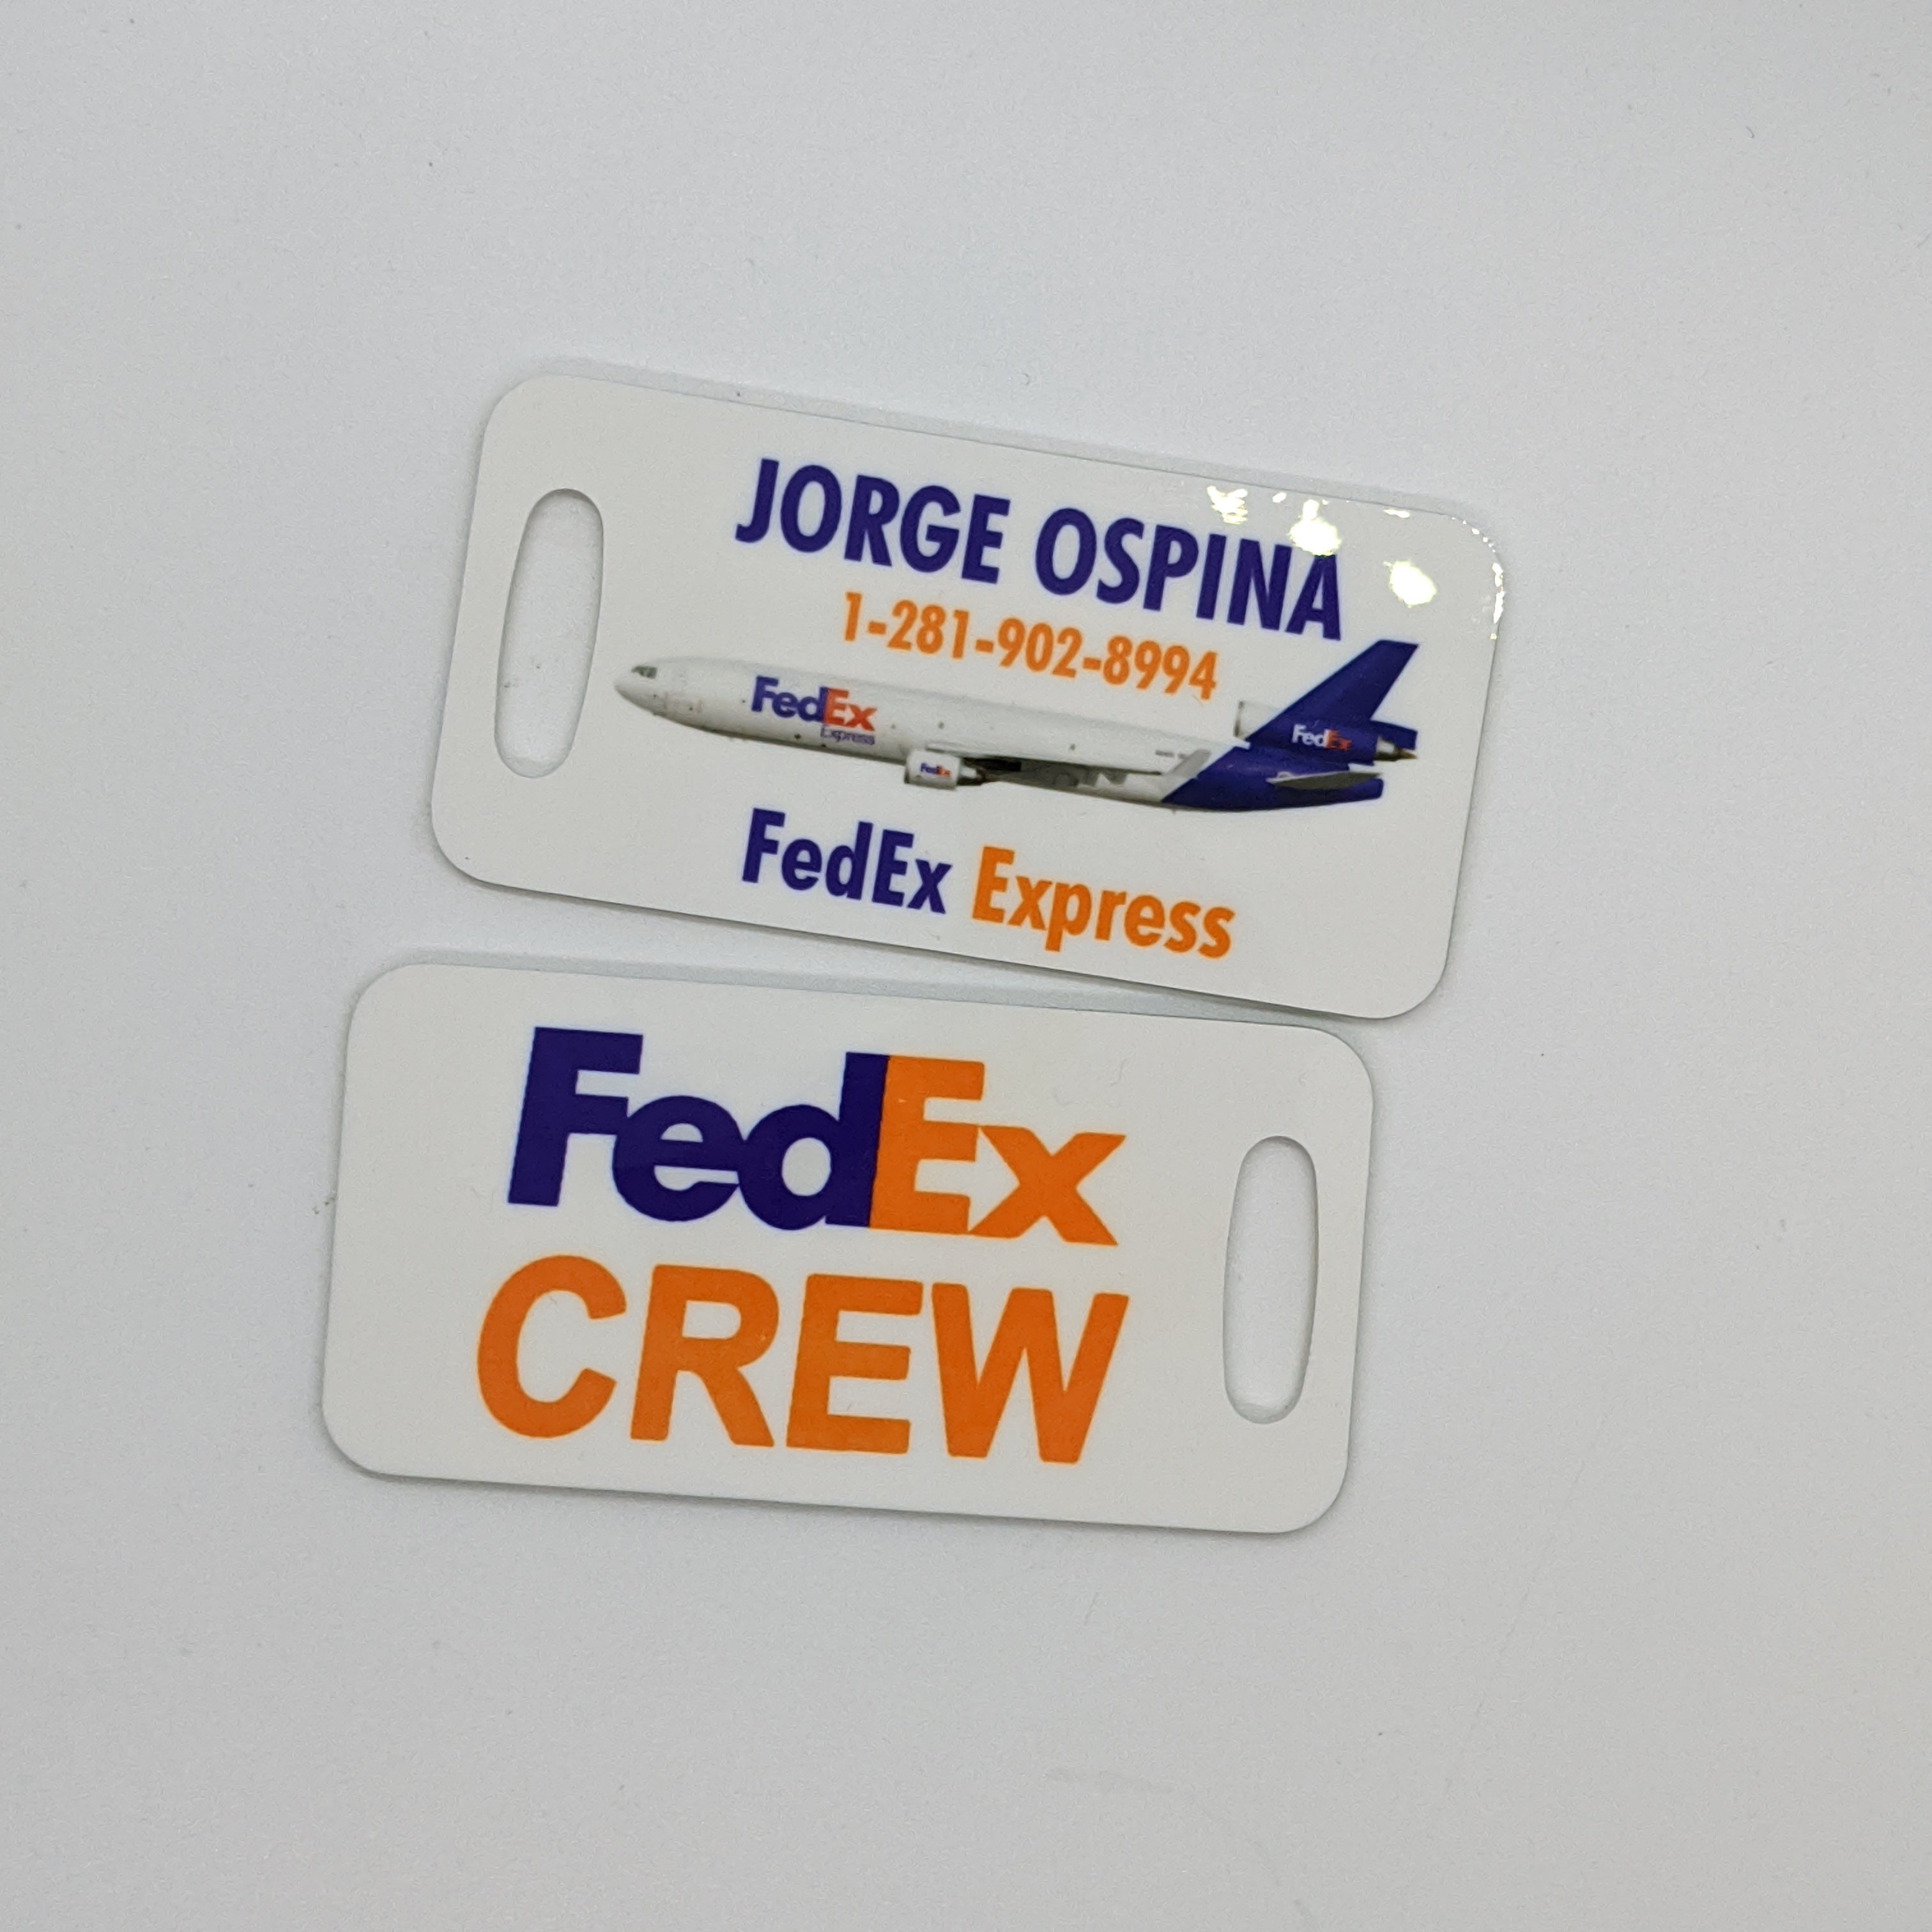 JORGE OSPINA
1-281-902-8994
FedEx
Express
FedEx
FedEx
FedEx Express
FedEx
CREW